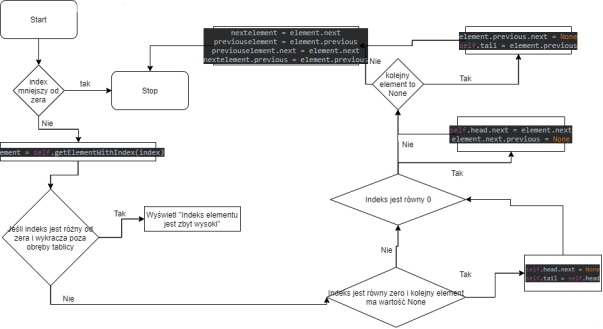 Start
index
mniejszy od
zera
tak
Stop
Nie
element = self.getElementWithIndex(index)
Jeśli indeks jest różny od
zera i wykracza poza
obręby tablicy
Tak
Wyświetl "Indeks elementu
jest zbyt wysoki"
Nie
Indeks jest równy zero i kolejny element
ma wartość None
Tak
self.head.next = None
self.tail = self.head
Nie
Indeks jest równy 0
Tak
self.head.next = element.next
element.next.previous = None
Nie
kolejny
element to
None
Tak
element.previous.next = None
self.tail = element.previous
Nie
nextelement = element.next
previouselement = element.previous
previouselement.next = element.next
nextelement.previous = element.previous